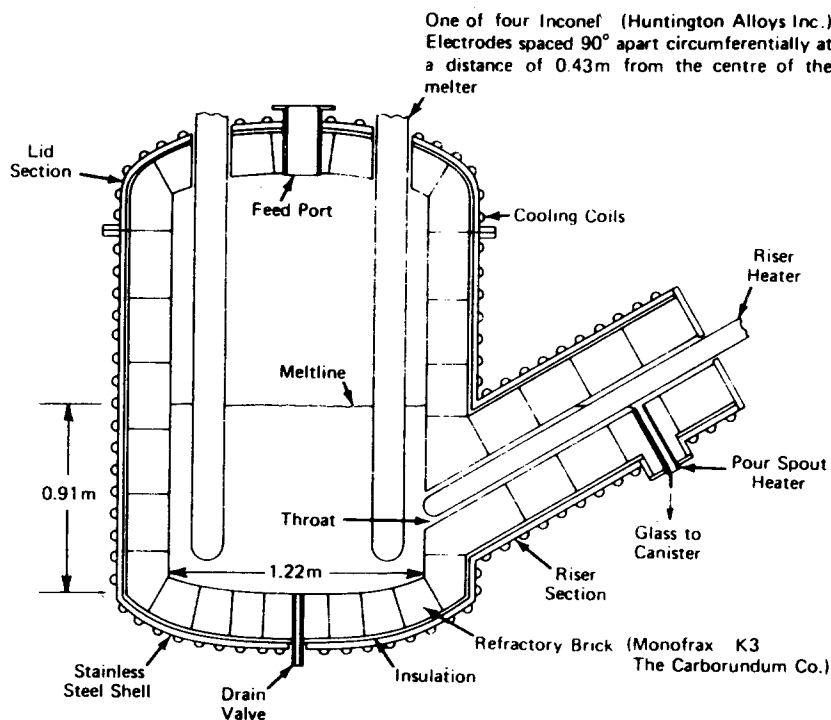 One of four Inconel (Huntington Alloys Inc.)
Electrodes spaced 90° apart circumferentially at
a distance of 0.43m from the centre of the
melter
Lid
Section
Feed Port
Cooling Coils
Riser
Heater
Meltline
0.91m
Pour Spout
Heater
Throat
Glass to
Canister
1.22m
Riser
Section
Refractory Brick (Monofrax K3
The Carborundum Co.)
Stainless
Steel Shell
Insulation
Drain
Valve